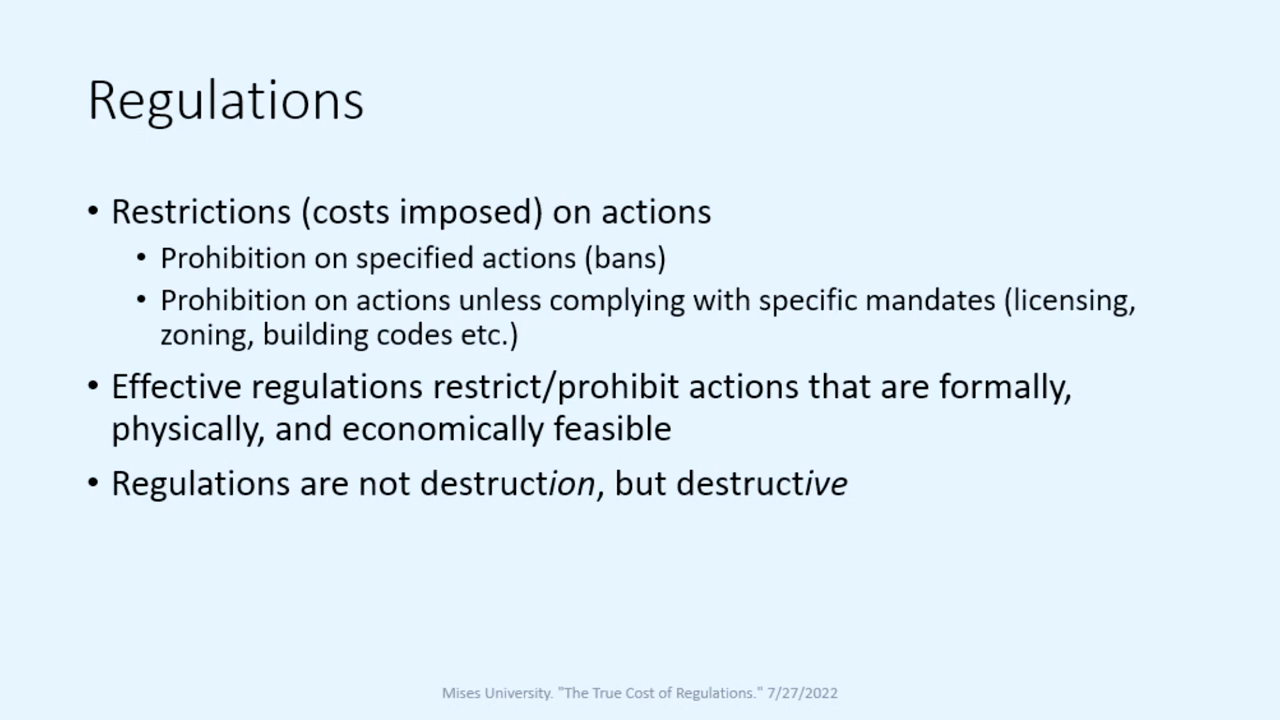 Regulations
• Restrictions (costs imposed) on actions
• Prohibition on specified actions (bans)
• Prohibition on actions unless complying with specific mandates (licensing,
zoning, building codes etc.)
• Effective regulations restrict/prohibit actions that are formally,
physically, and economically feasible
• Regulations are not destruction, but destructive
Mises University. "The True Cost of Regulations." 7/27/2022